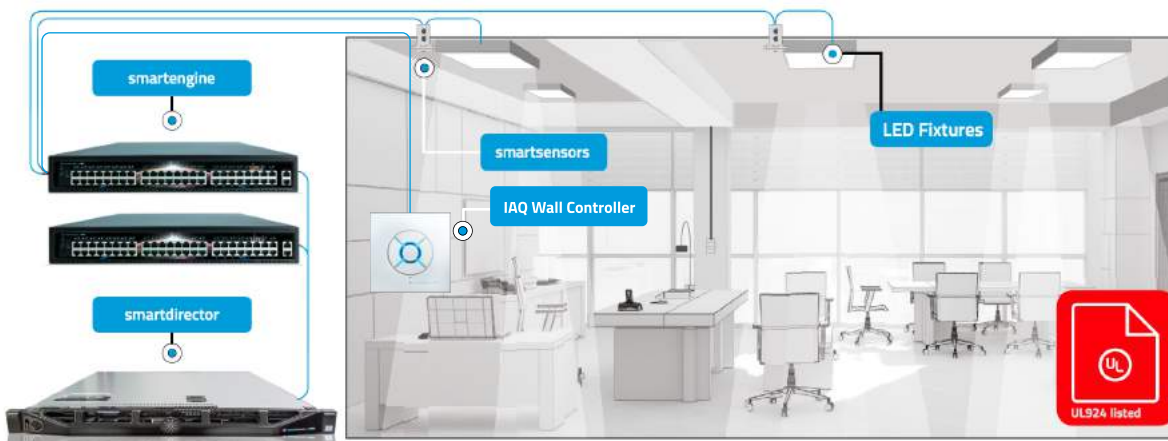 smartengine
LED Fixtures
smartsensors
IAQ Wall Controller
smartdirector
UL
UL924 listed